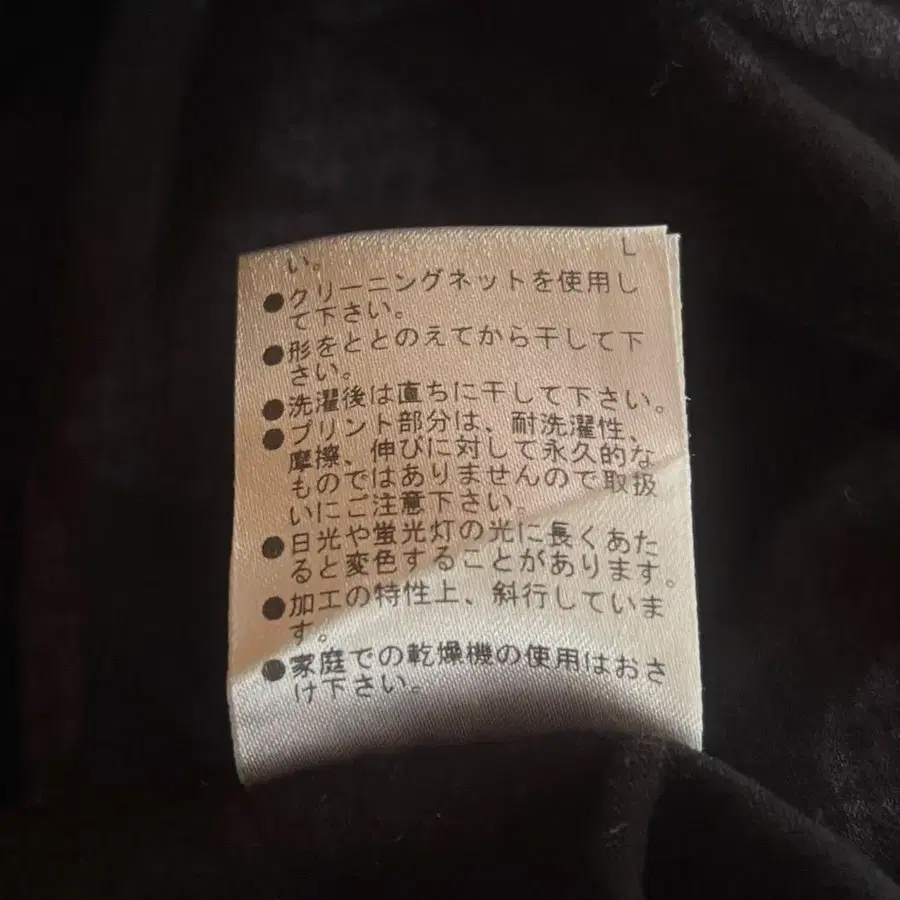 い。
●クリーニングネットを使用し
て下さい。
●形をととのえてから干して下
さい。
●洗濯後は直ちに干して下さい。
●プリント部分は、耐洗濯性、
摩擦、伸びに対して永久的な
ものではありませんので取扱
いにご注意下さい。
●日光や蛍光灯の光に長くあた
ると変色することがあります。
●加工の特性上、斜行していま
す。
●家庭での乾燥機の使用はおさ
け下さい。